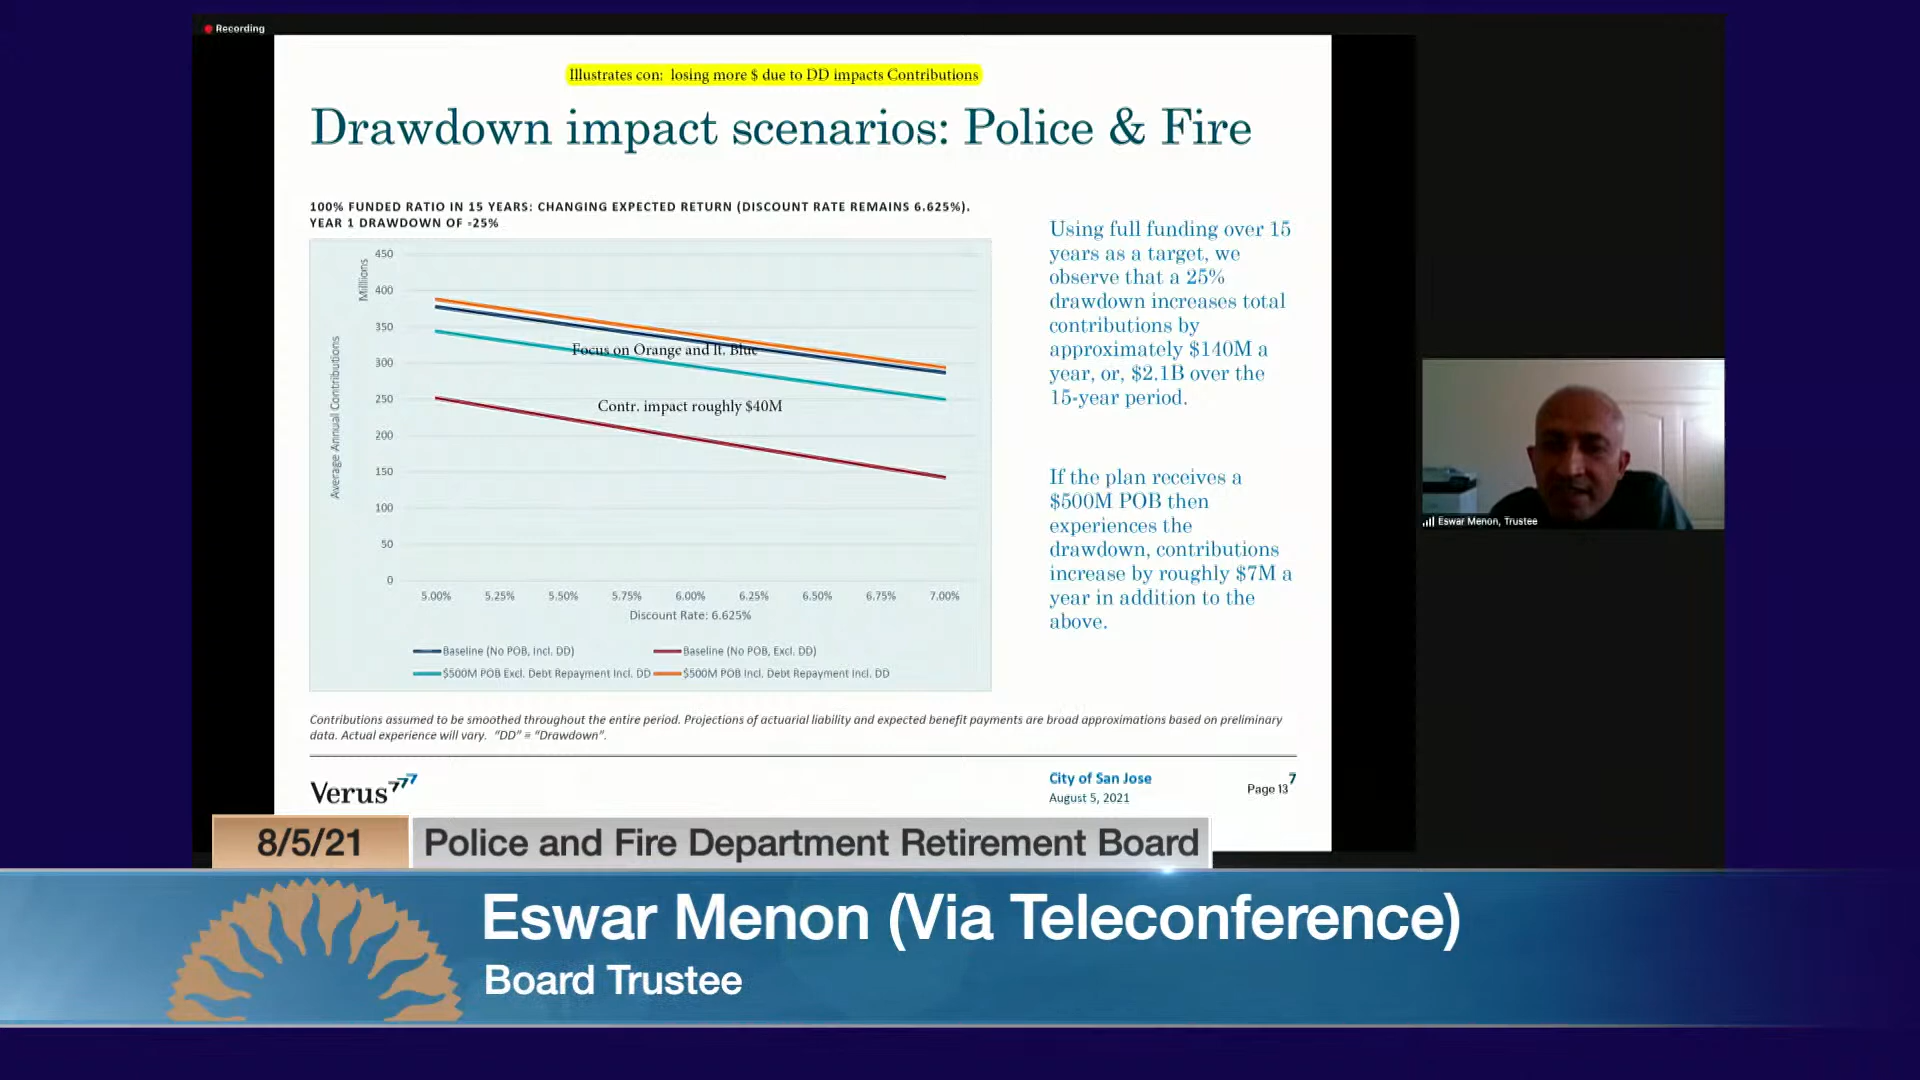 Recording
Illustrates con: losing more $ due to DD impacts Contributions
Drawdown impact scenarios: Police & Fire
100% FUNDED RATIO IN 15 YEARS: CHANGING EXPECTED RETURN (DISCOUNT RATE REMAINS 6.625%).
YEAR 1 DRAWDOWN OF -25%
Millions
Average Annual Contributions
450
400
350
300
250
200
150
100
50
0
Focus on Orange and lt. Blue
Contr. impact roughly $40M
5.00% 5.25% 5.50% 5.75% 6.00% 6.25% 6.50% 6.75% 7.00%
Discount Rate: 6.625%
Baseline (No POB, Incl. DD) Baseline (No POB, Excl. DD)
$500M POB Excl. Debt Repayment Incl. DD $500M POB Incl. Debt Repayment Incl. DD
Using full funding over 15
years as a target, we
observe that a 25%
drawdown increases total
contributions by
approximately $140M a
year, or, $2.1B over the
15-year period.
If the plan receives a
$500M POB then
experiences the
drawdown, contributions
increase by roughly $7M a
year in addition to the
above.
Contributions assumed to be smoothed throughout the entire period. Projections of actuarial liability and expected benefit payments are broad approximations based on preliminary
data. Actual experience will vary. "DD" = "Drawdown".
Verus777
City of San Jose
August 5, 2021
7
Page 13
Eswar Menon, Trustee
8/5/21 Police and Fire Department Retirement Board
Eswar Menon (Via Teleconference)
Board Trustee